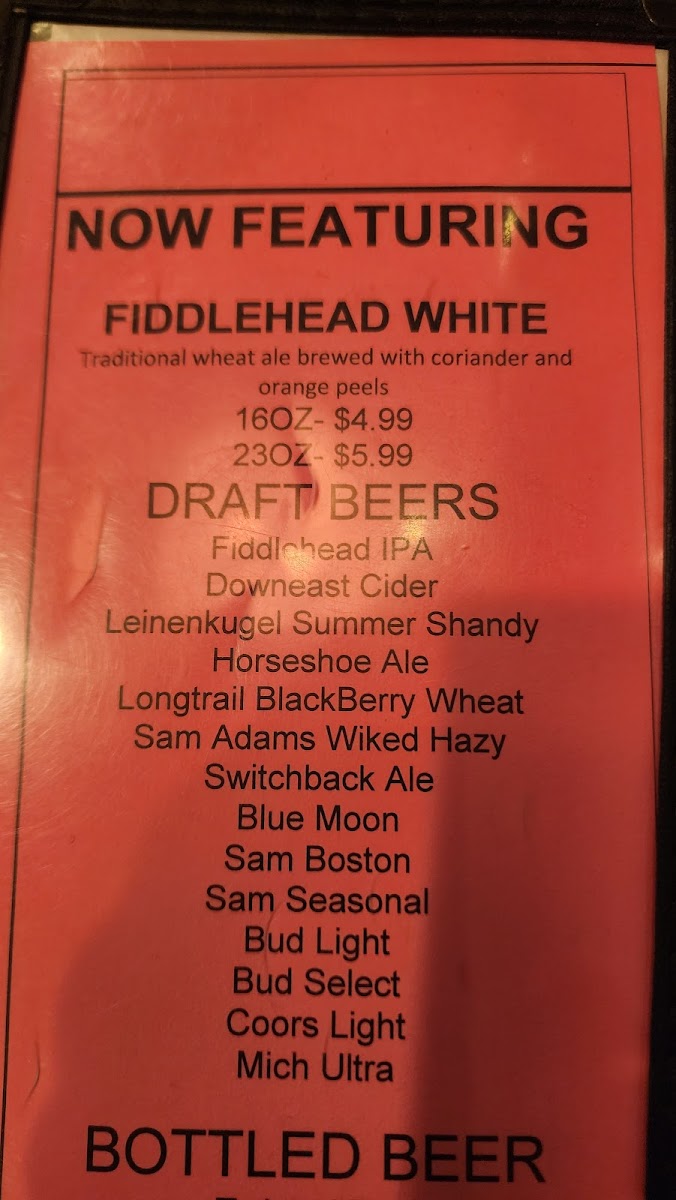 NOW FEATURING
FIDDLEHEAD WHITE
Traditional wheat ale brewed with coriander and
orange peels
16OZ- $4.99
23OZ- $5.99
DRAFT BEERS
Fiddlehead IPA
Downeast Cider
Leinenkugel Summer Shandy
Horseshoe Ale
Longtrail BlackBerry Wheat
Sam Adams Wiked Hazy
Switchback Ale
Blue Moon
Sam Boston
Sam Seasonal
Bud Light
Bud Select
Coors Light
Mich Ultra
BOTTLED BEER